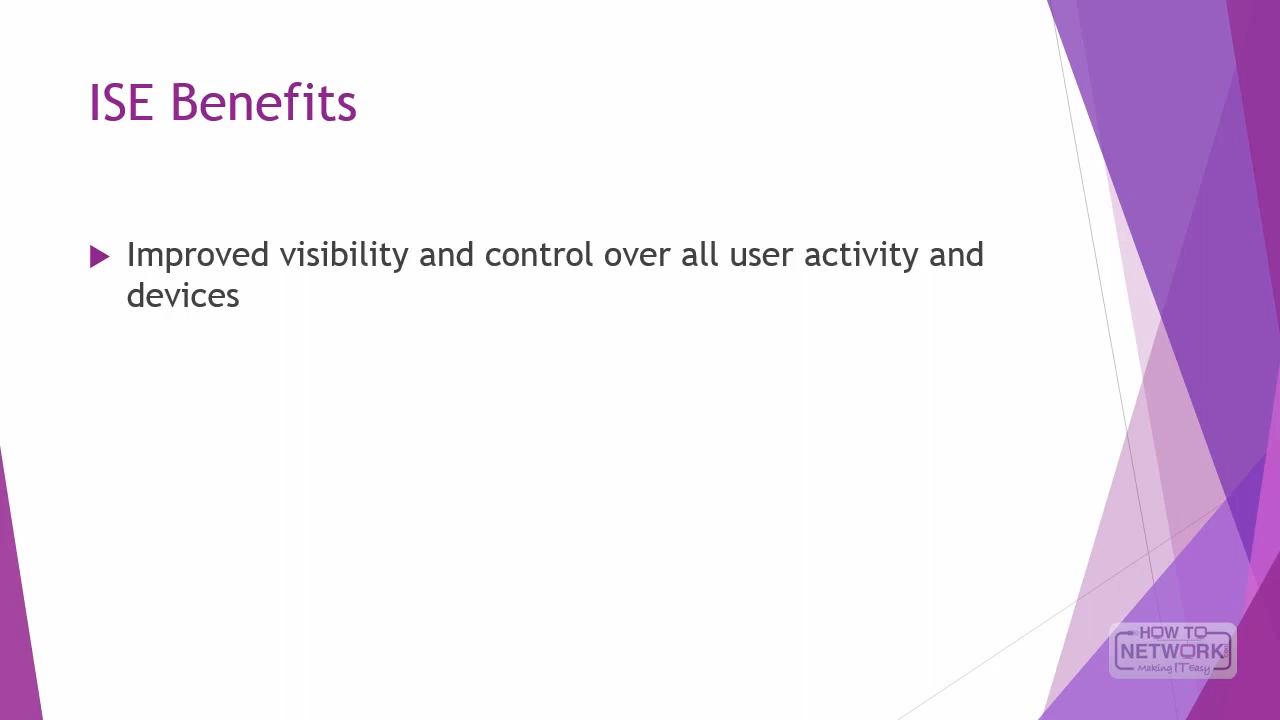 ISE Benefits
Improved visibility and control over all user activity and
devices
HOW TO
NETWORK
Making IT Easy